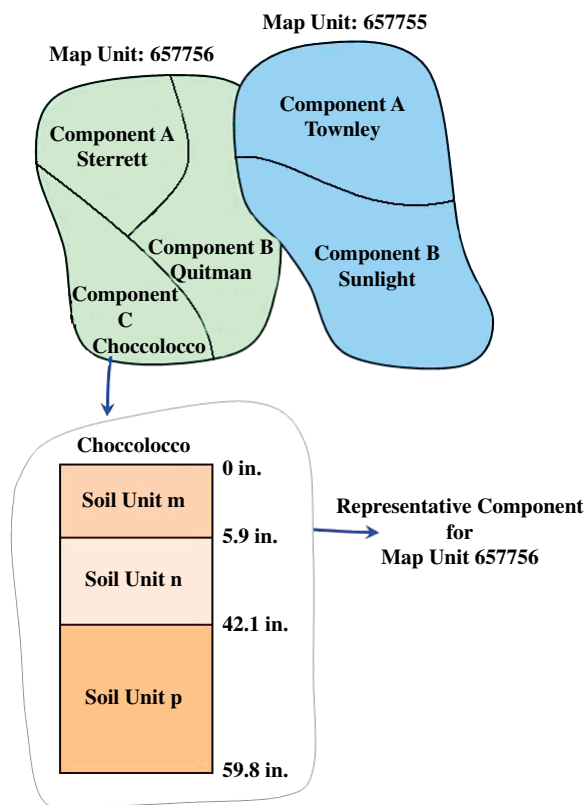 Map Unit: 657755
Map Unit: 657756
Component A
Sterrett
Component A
Townley
Component B
Quitman
Component B
Sunlight
Component
C
Choccolocco
Choccolocco
0 in.
Soil Unit m
5.9 in.
Soil Unit n
42.1 in.
Soil Unit p
59.8 in.
Representative Component
for
Map Unit 657756